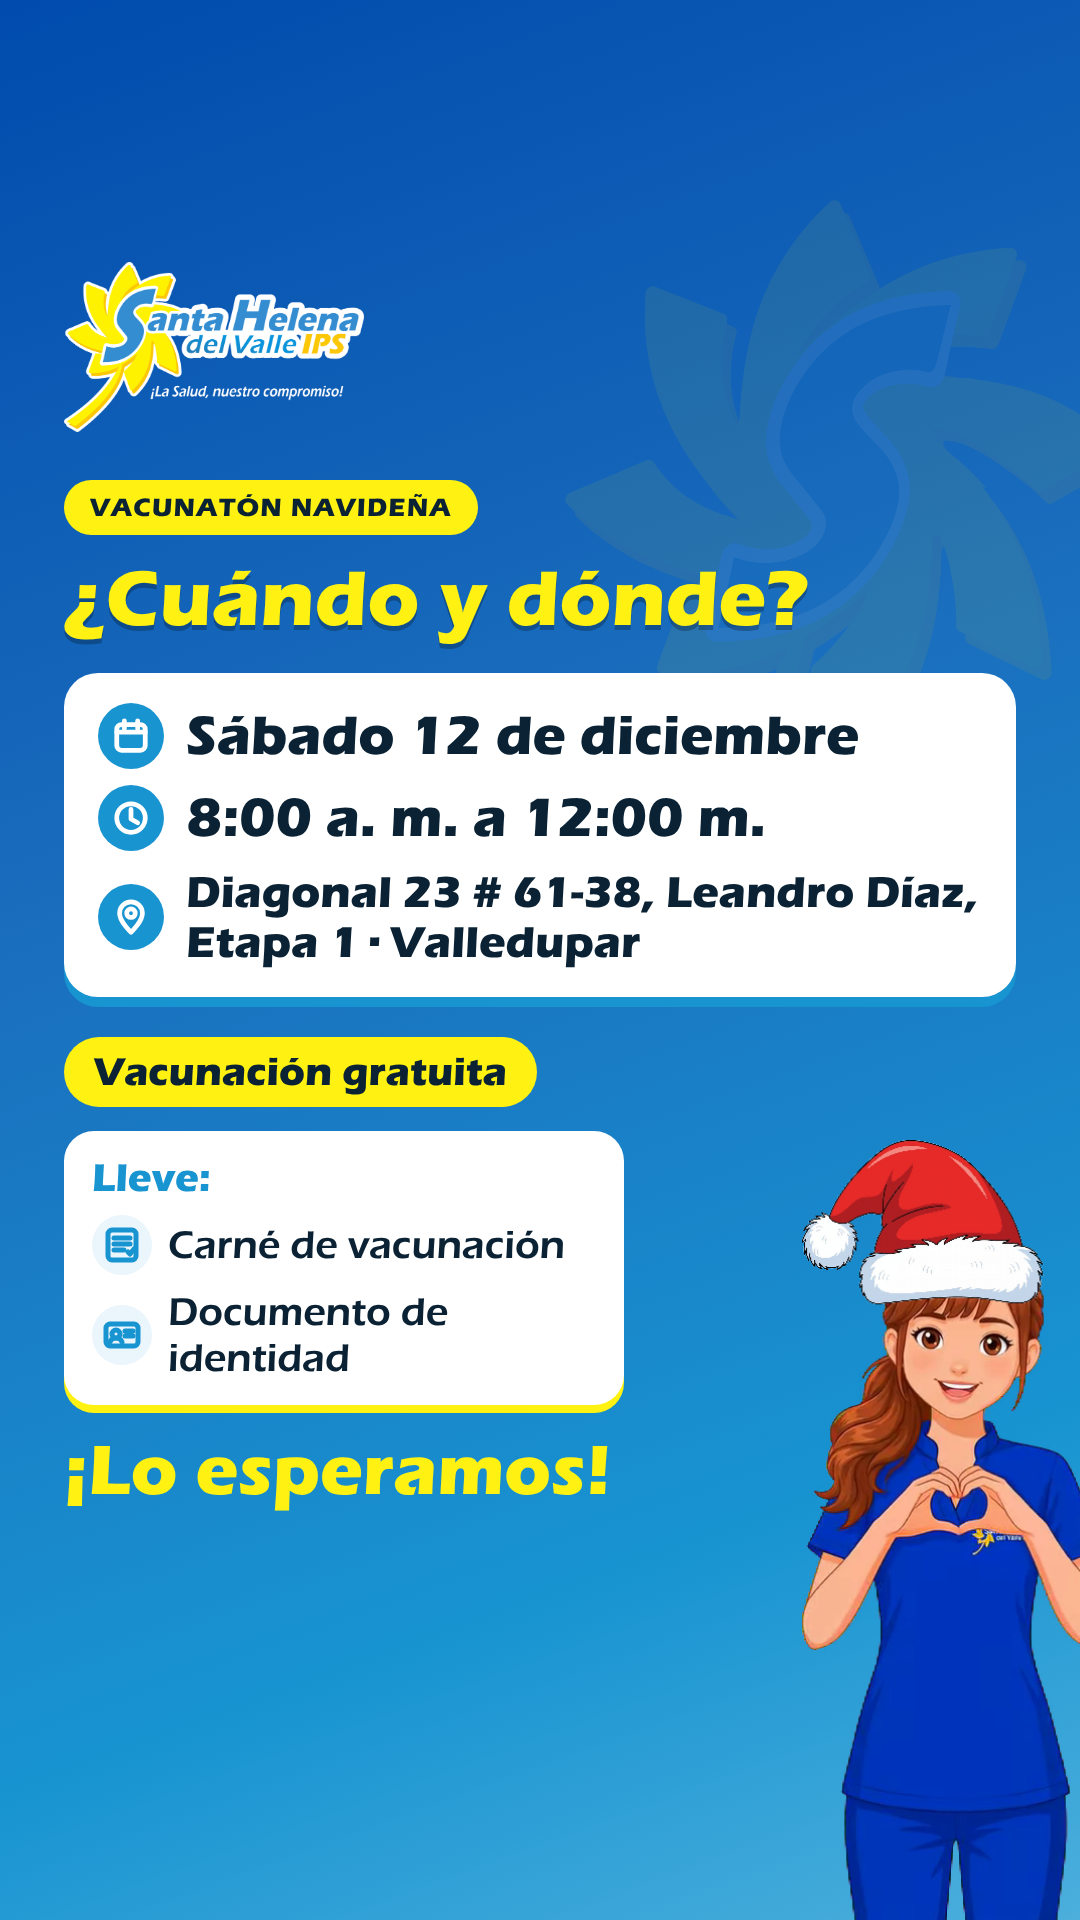 Santa Helena
del Valle IPS
¡La Salud, nuestro compromiso!
VACUNATÓN NAVIDEÑA
¿Cuándo y dónde?
Sábado 12 de diciembre
8:00 a. m. a 12:00 m.
Diagonal 23 # 61-38, Leandro Díaz,
Etapa 1 · Valledupar
Vacunación gratuita
Lleve:
Carné de vacunación
Documento de
identidad
¡Lo esperamos!